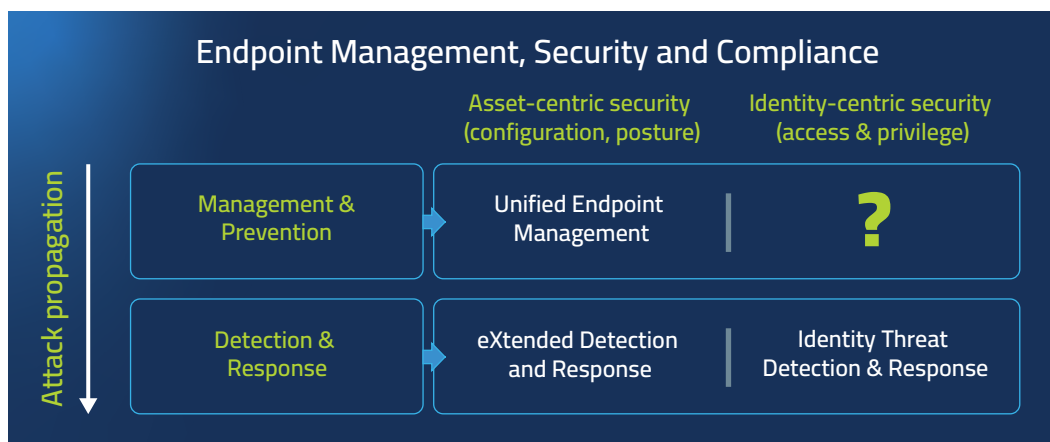 Endpoint Management, Security and Compliance
Asset-centric security
(configuration, posture)
Identity-centric security
(access & privilege)
Attack propagation
Management &
Prevention
Unified Endpoint
Management
?
Detection &
Response
eXtended Detection
and Response
Identity Threat
Detection & Response